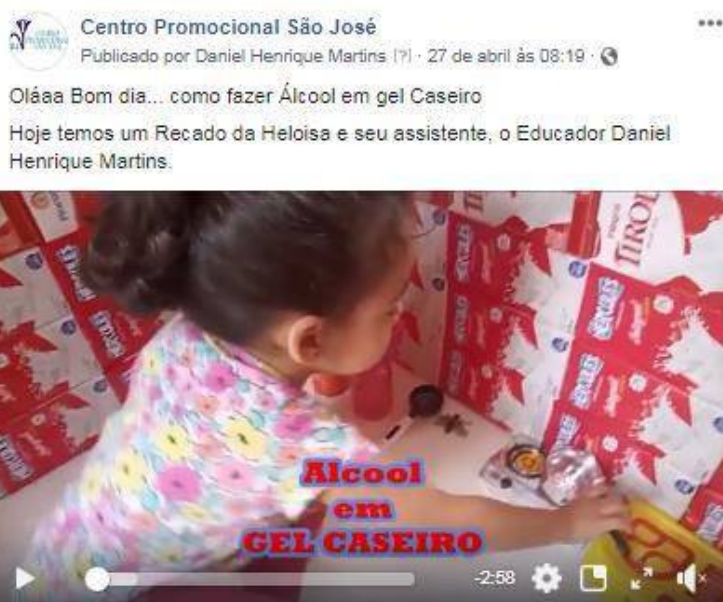 Centro Promocional São José
Publicado por Daniel Henrique Martins [?] · 27 de abril às 08:19 ·
Oláaa Bom dia... como fazer Álcool em gel Caseiro
Hoje temos um Recado da Heloisa e seu assistente, o Educador Daniel
Henrique Martins.
TIROL
Alcool
em
GEL CASEIRO
-2:58